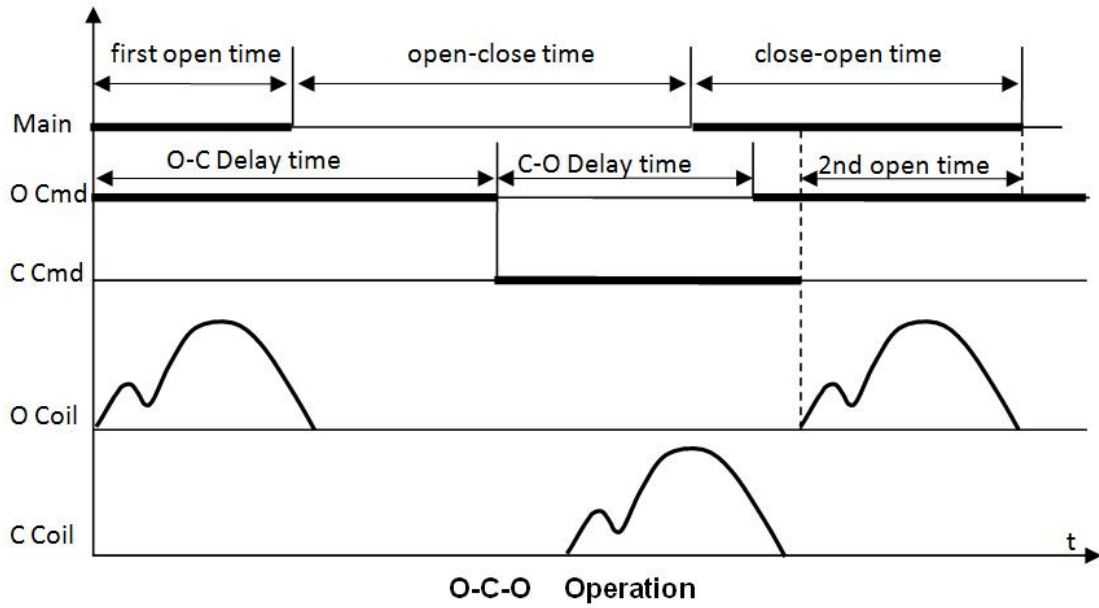 first open time
open-close time
close-open time
Main
O-C Delay time
C-O Delay time
2nd open time
O Cmd
C Cmd
O Coil
C Coil
t
O-C-O Operation